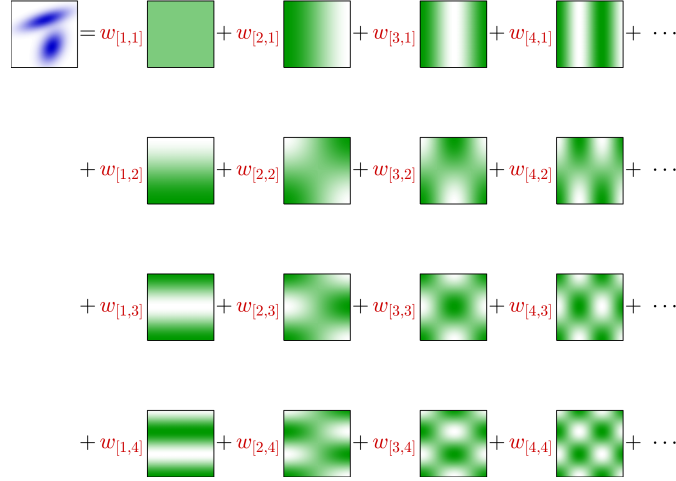 = w[1,1] + w[2,1] + w[3,1] + w[4,1] + ⋯
+ w[1,2] + w[2,2] + w[3,2] + w[4,2] + ⋯
+ w[1,3] + w[2,3] + w[3,3] + w[4,3] + ⋯
+ w[1,4] + w[2,4] + w[3,4] + w[4,4] + ⋯